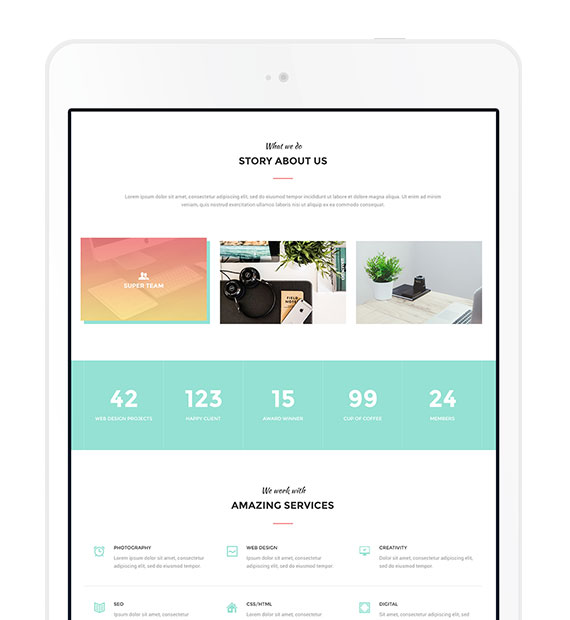 What we do
STORY ABOUT US
Lorem ipsum dolor sit amet, consectetur adipiscing elit, sed do eiusmod tempor incididunt ut labore et dolore magna aliqua. Ut enim ad minim
veniam, quis nostrud exercitation ullamco laboris nisi ut aliquip ex ea commodo consequat.
SUPER TEAM
FIELD NOTES
42
WEB DESIGN PROJECTS
123
HAPPY CLIENT
15
AWARD WINNER
99
CUP OF COFFEE
24
MEMBERS
We work with
AMAZING SERVICES
PHOTOGRAPHY
Lorem ipsum dolor sit amet, consectetur
adipiscing elit, sed do eiusmod tempor.
WEB DESIGN
Lorem ipsum dolor sit amet, consectetur
adipiscing elit, sed do eiusmod tempor.
CREATIVITY
Dolor sit amet, consectetur adipiscing
elit, sed do eiusmod tempor.
SEO
Lorem ipsum dolor sit amet, consectetur
CSS/HTML
Lorem ipsum dolor sit amet,
DIGITAL
Sit amet, consectetur adipiscing elit, sed